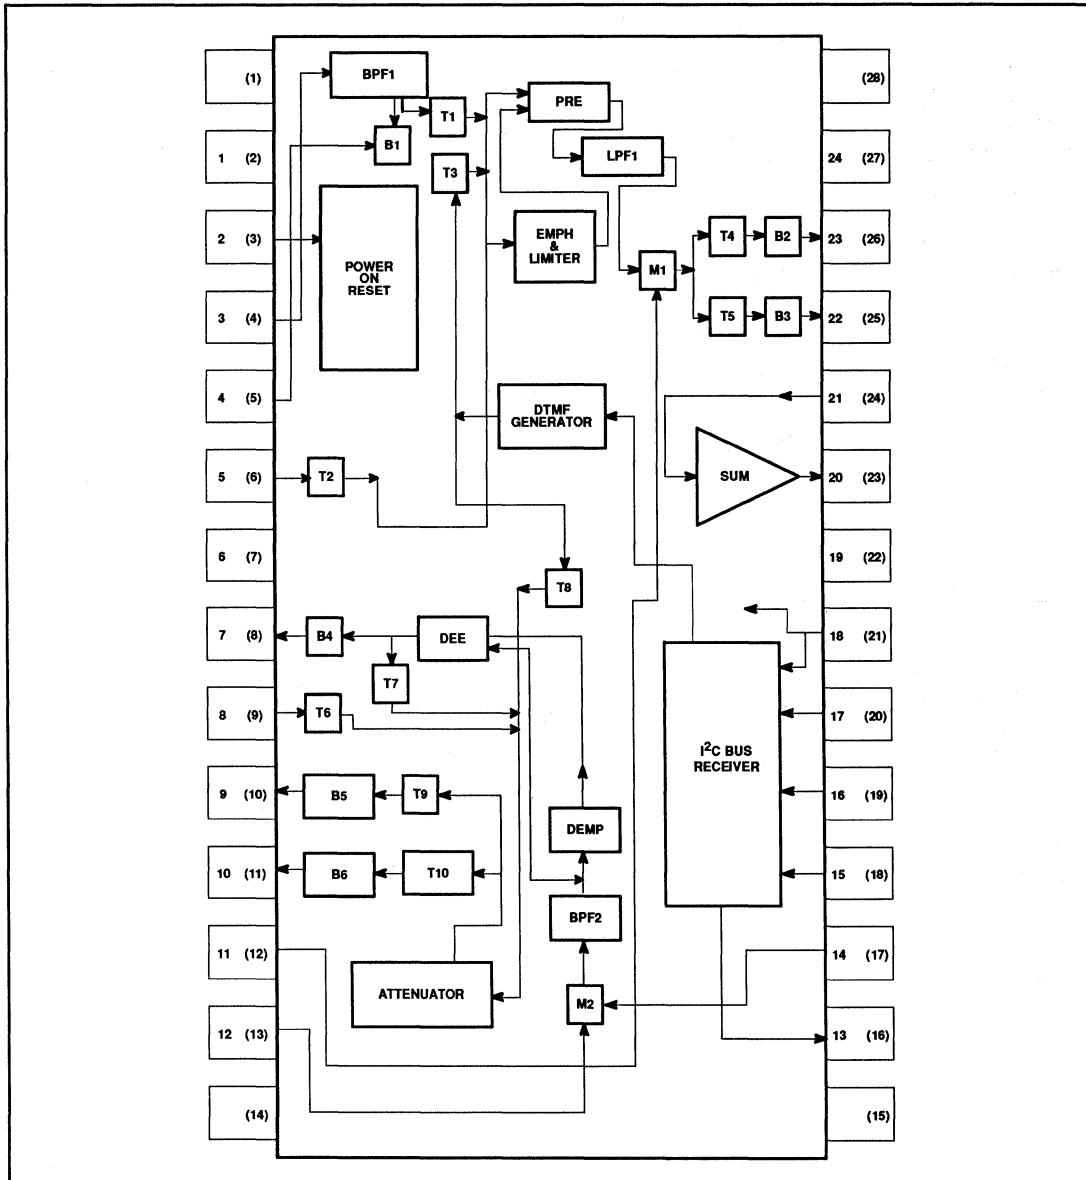 (1) BPF1 (28)
T1 PRE
1 (2) B1 LPF1 24 (27)
T3
2 (3) EMPH & LIMITER T4 B2 23 (26)
POWER ON RESET M1
3 (4) T5 B3 22 (25)
4 (5) DTMF GENERATOR 21 (24)
5 (6) T2 SUM 20 (23)
6 (7) 19 (22)
T8
7 (8) B4 DEE 18 (21)
T7
8 (9) T6 17 (20)
I²C BUS RECEIVER
9 (10) B5 T9 16 (19)
DEMP
10 (11) B6 T10 15 (18)
BPF2
11 (12) 14 (17)
ATTENUATOR M2
12 (13) 13 (16)
(14) (15)